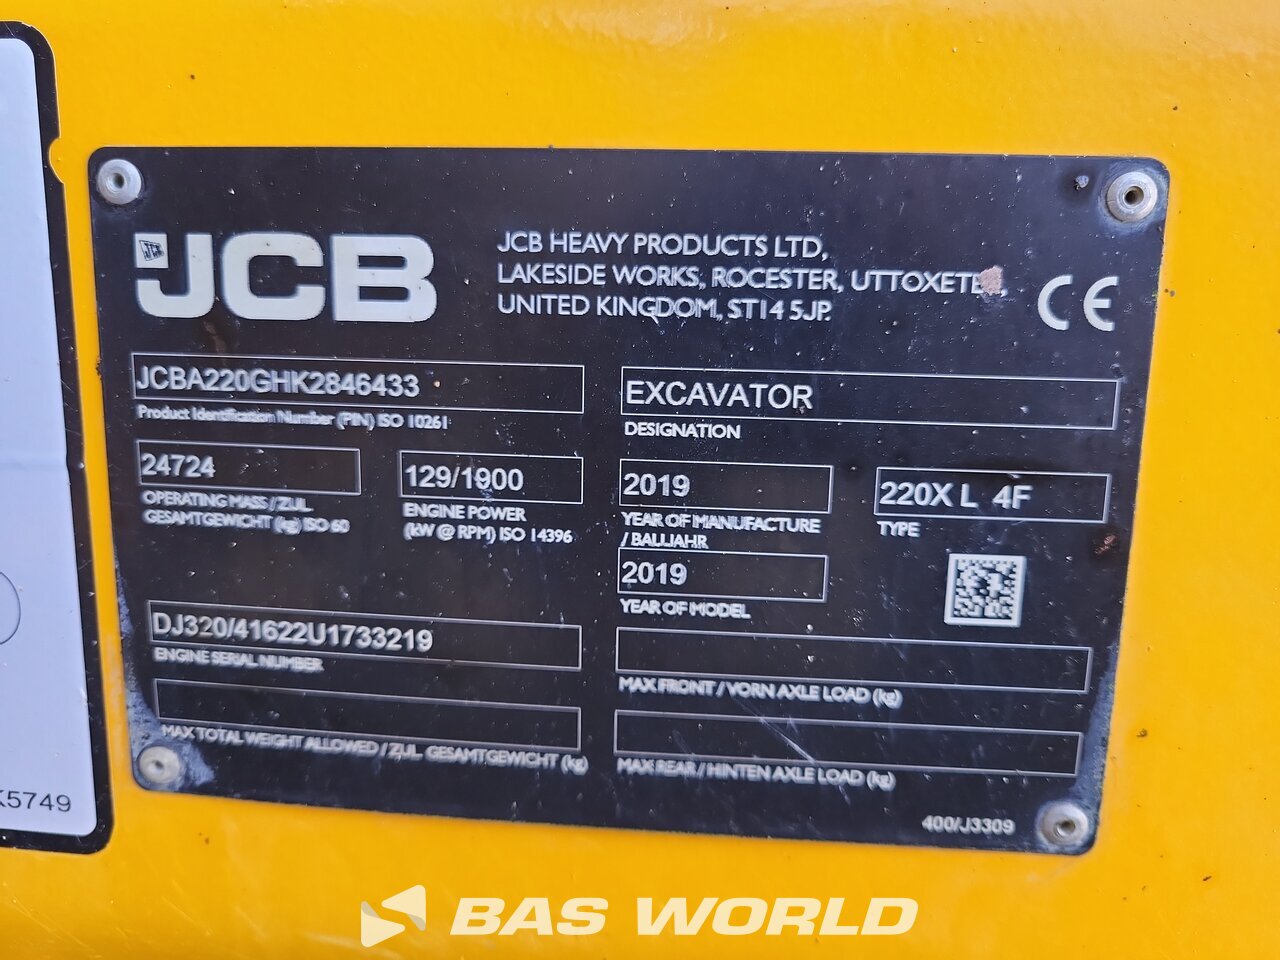 JCB
JCB
JCB HEAVY PRODUCTS LTD,
LAKESIDE WORKS, ROCESTER,
UNITED KINGDOM, ST14 5JP.
CE
JCBA220GHK2846433
Product Identification Number (PIN) ISO 10261
EXCAVATOR
DESIGNATION
24724
OPERATING MASS / ZUL.
GESAMTGEWICHT (kg) ISO 60
129/1900
ENGINE POWER
(kW @ RPM) ISO 14396
2019
YEAR OF MANUFACTURE
/ BAUJAHR
220X L 4F
TYPE
2019
YEAR OF MODEL
DJ320/41622U1733219
ENGINE SERIAL NUMBER
MAX FRONT / VORN AXLE LOAD (kg)
MAX TOTAL WEIGHT ALLOWED / ZUL. GESAMTGEWICHT (kg)
MAX REAR / HINTEN AXLE LOAD (kg)
400/J3309
K5749
BAS WORLD